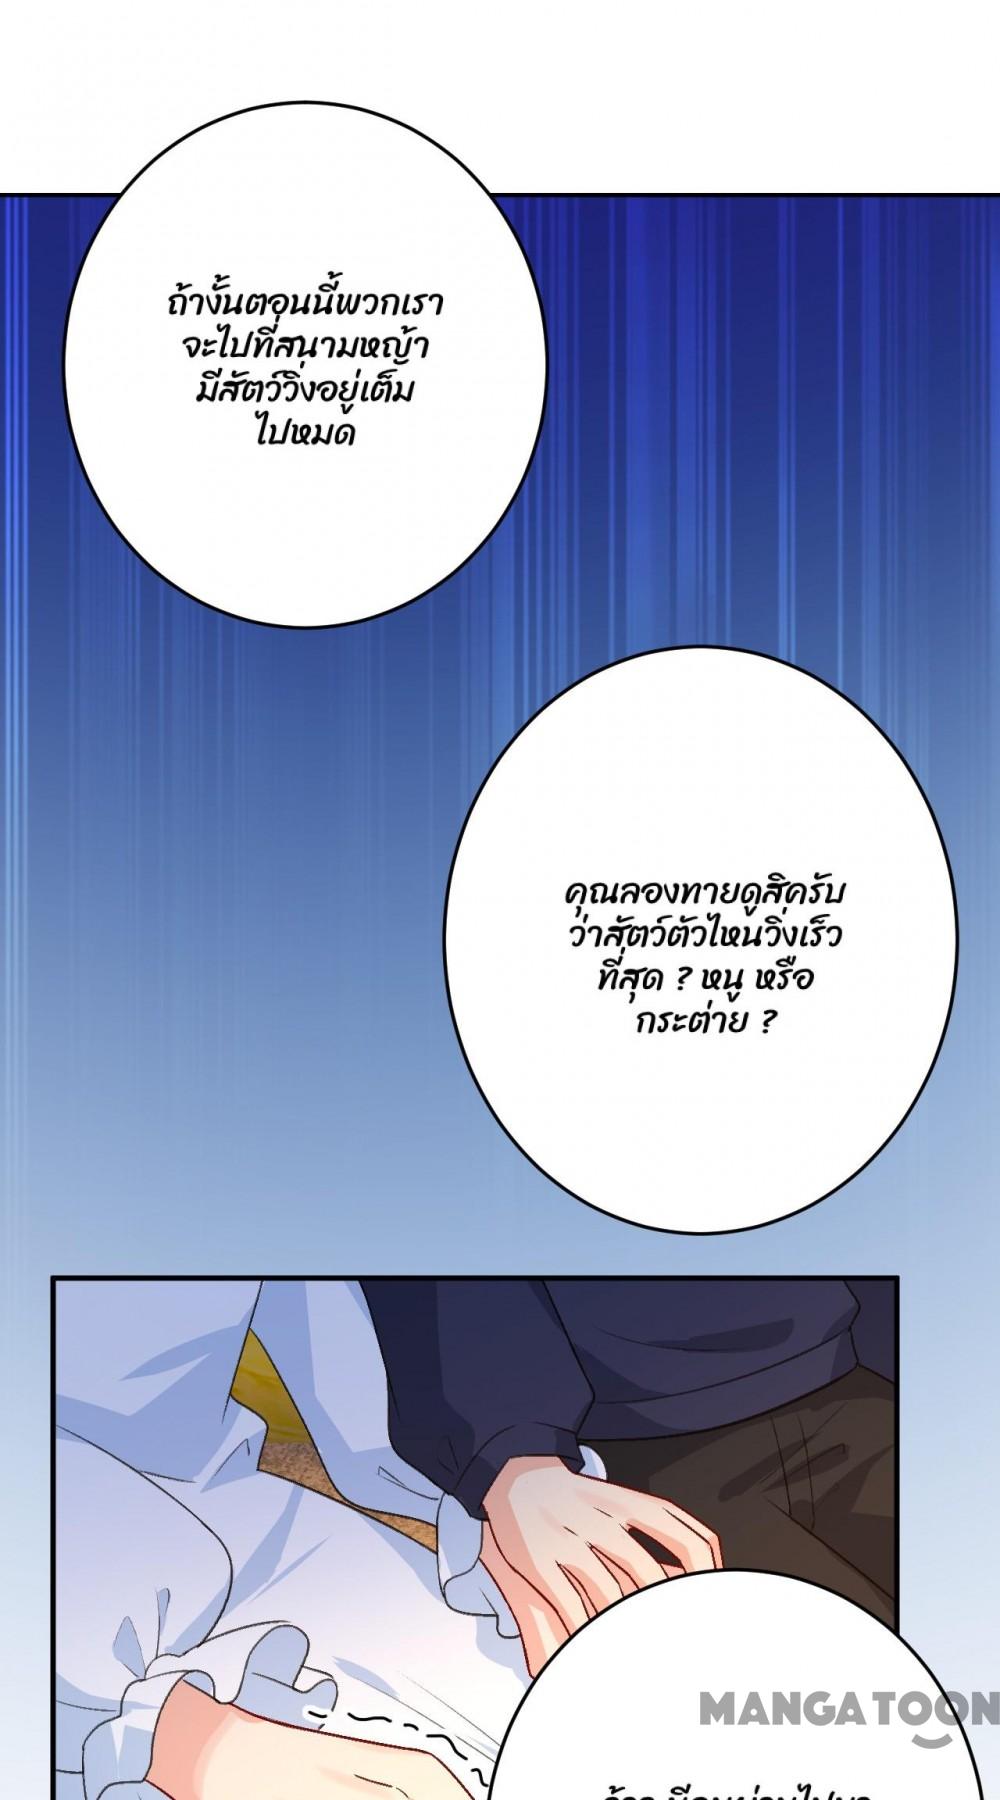 ถ้างั้นตอนนี้พวกเรา
จะไปที่สนามหญ้า
มีสัตว์วิ่งอยู่เต็ม
ไปหมด
คุณลองทายดูสิครับ
ว่าสัตว์ตัวไหนวิ่งเร็ว
ที่สุด ? หนู หรือ
กระต่าย ?
MANGATOON